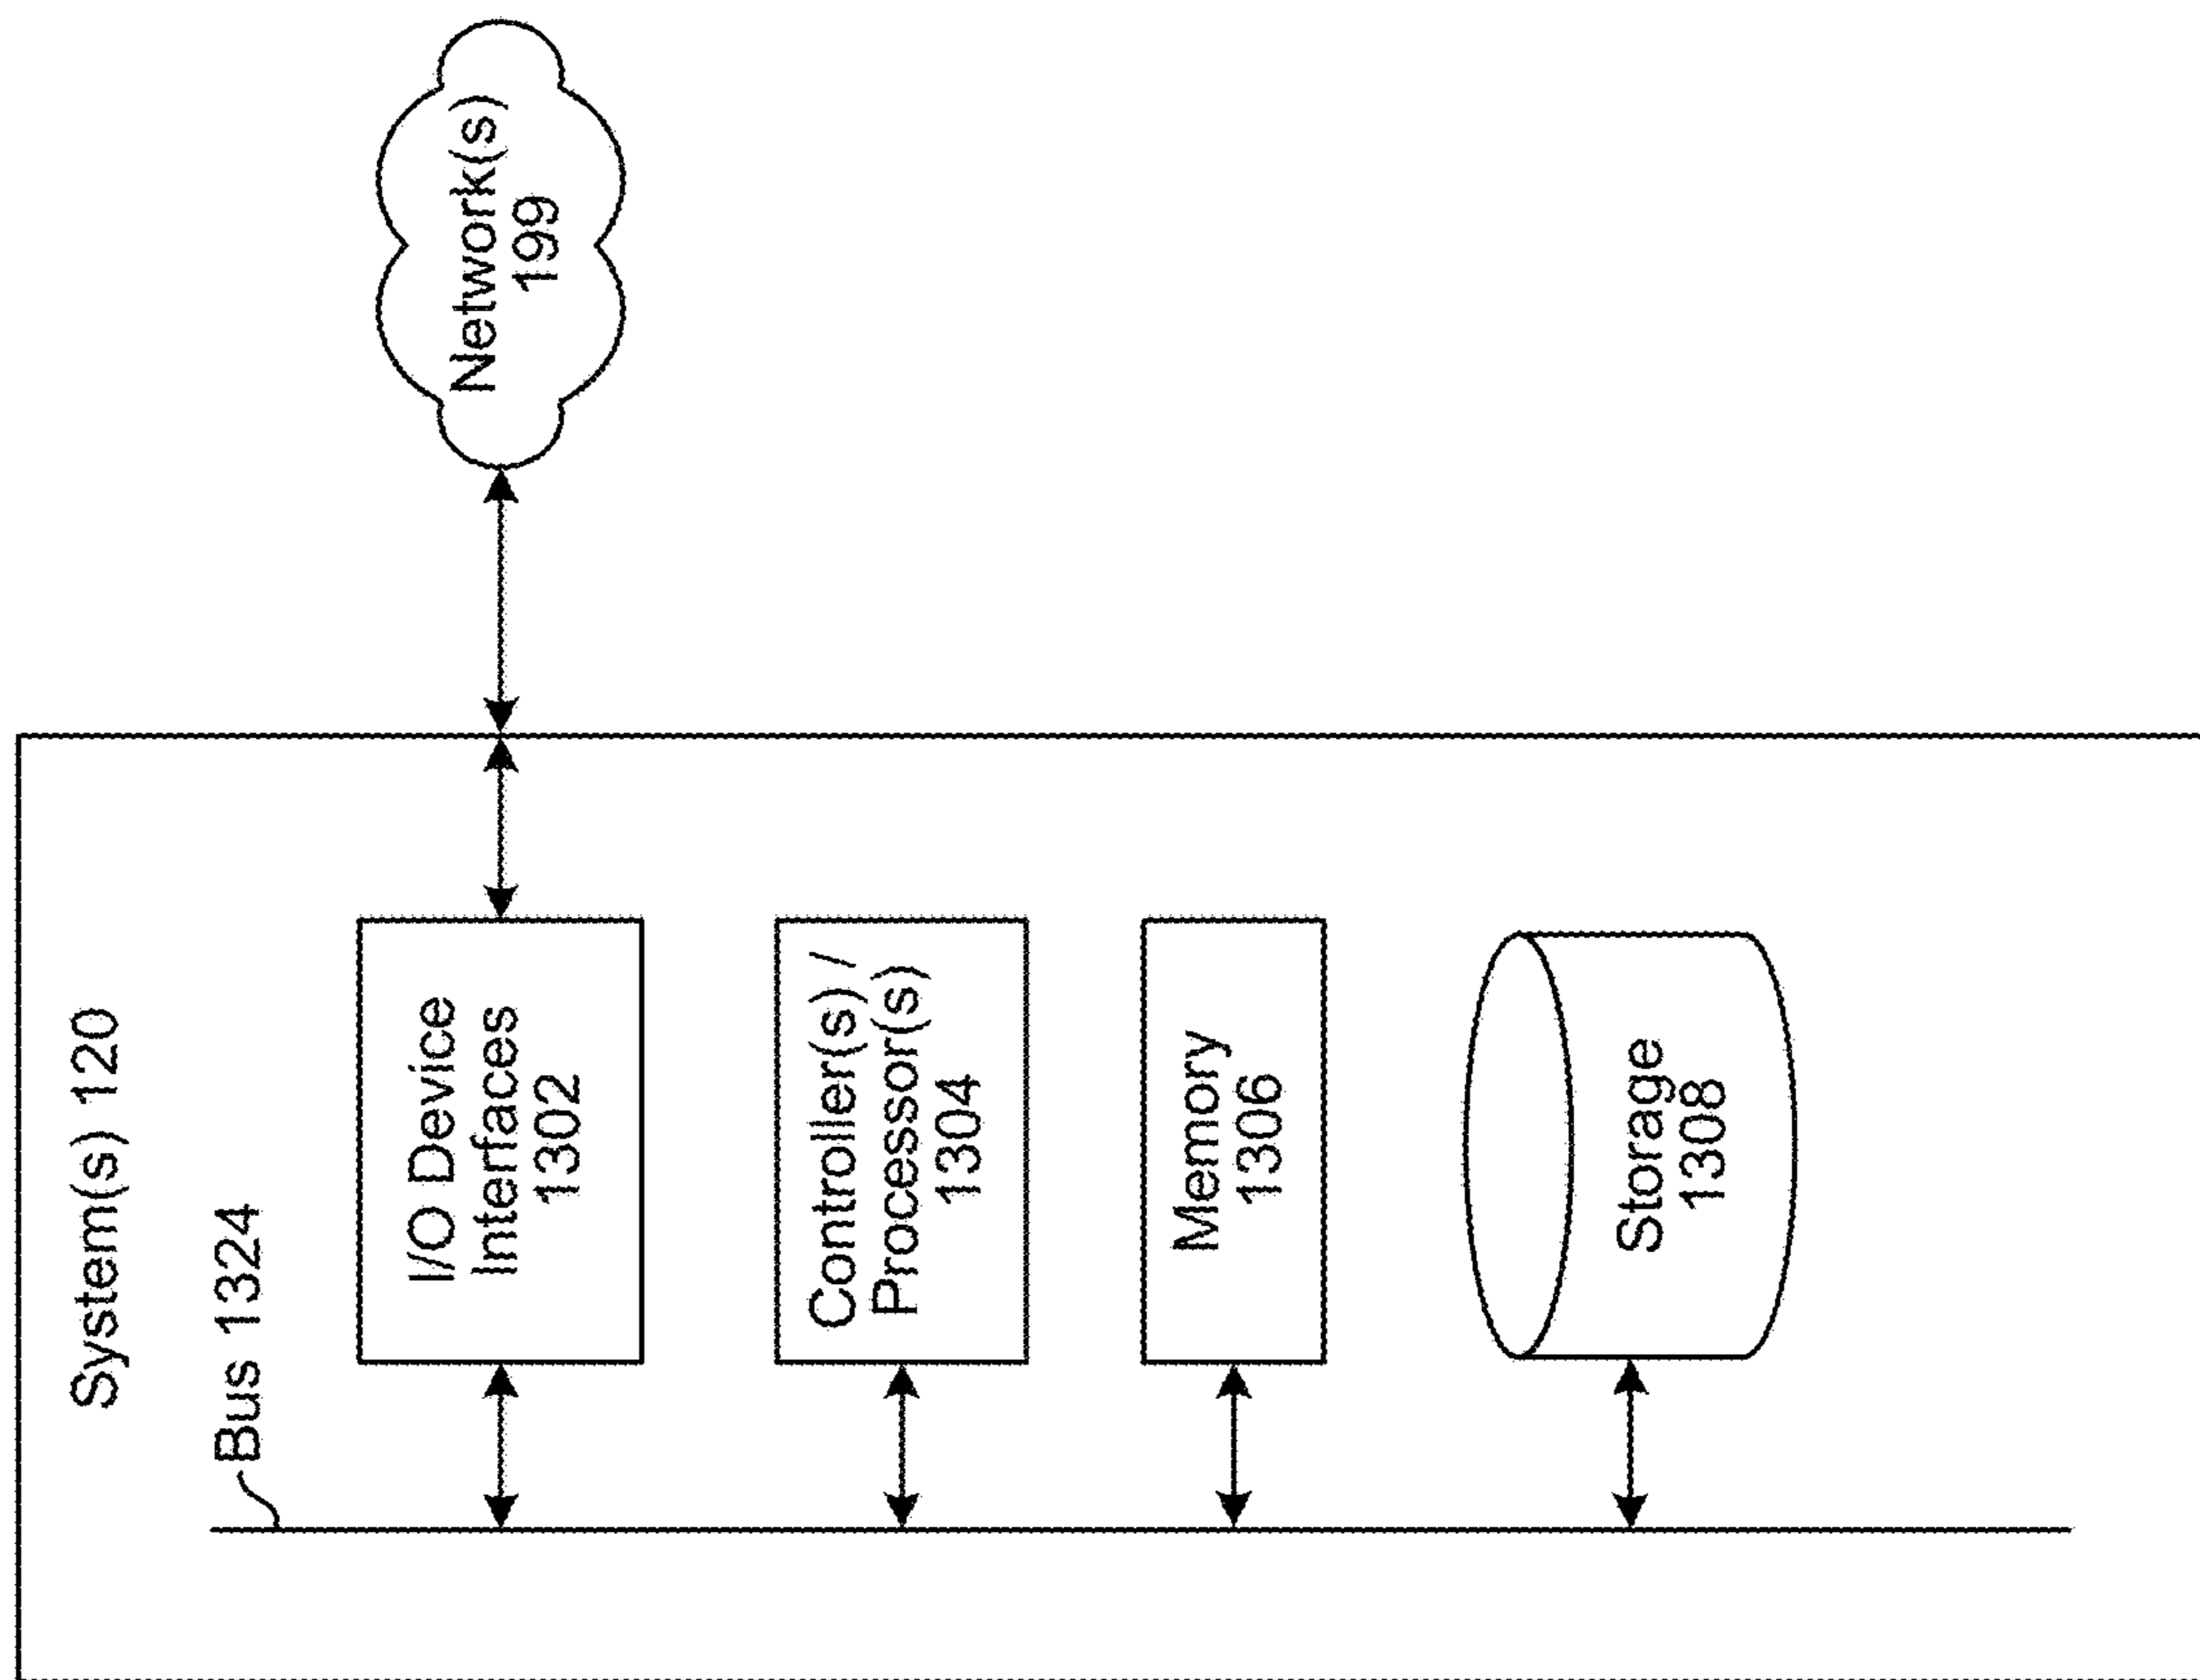 System(s) 120
Bus 1324
I/O Device
Interfaces
1302
Controller(s) /
Processor(s)
1304
Memory
1306
Storage
1308
Network(s)
199